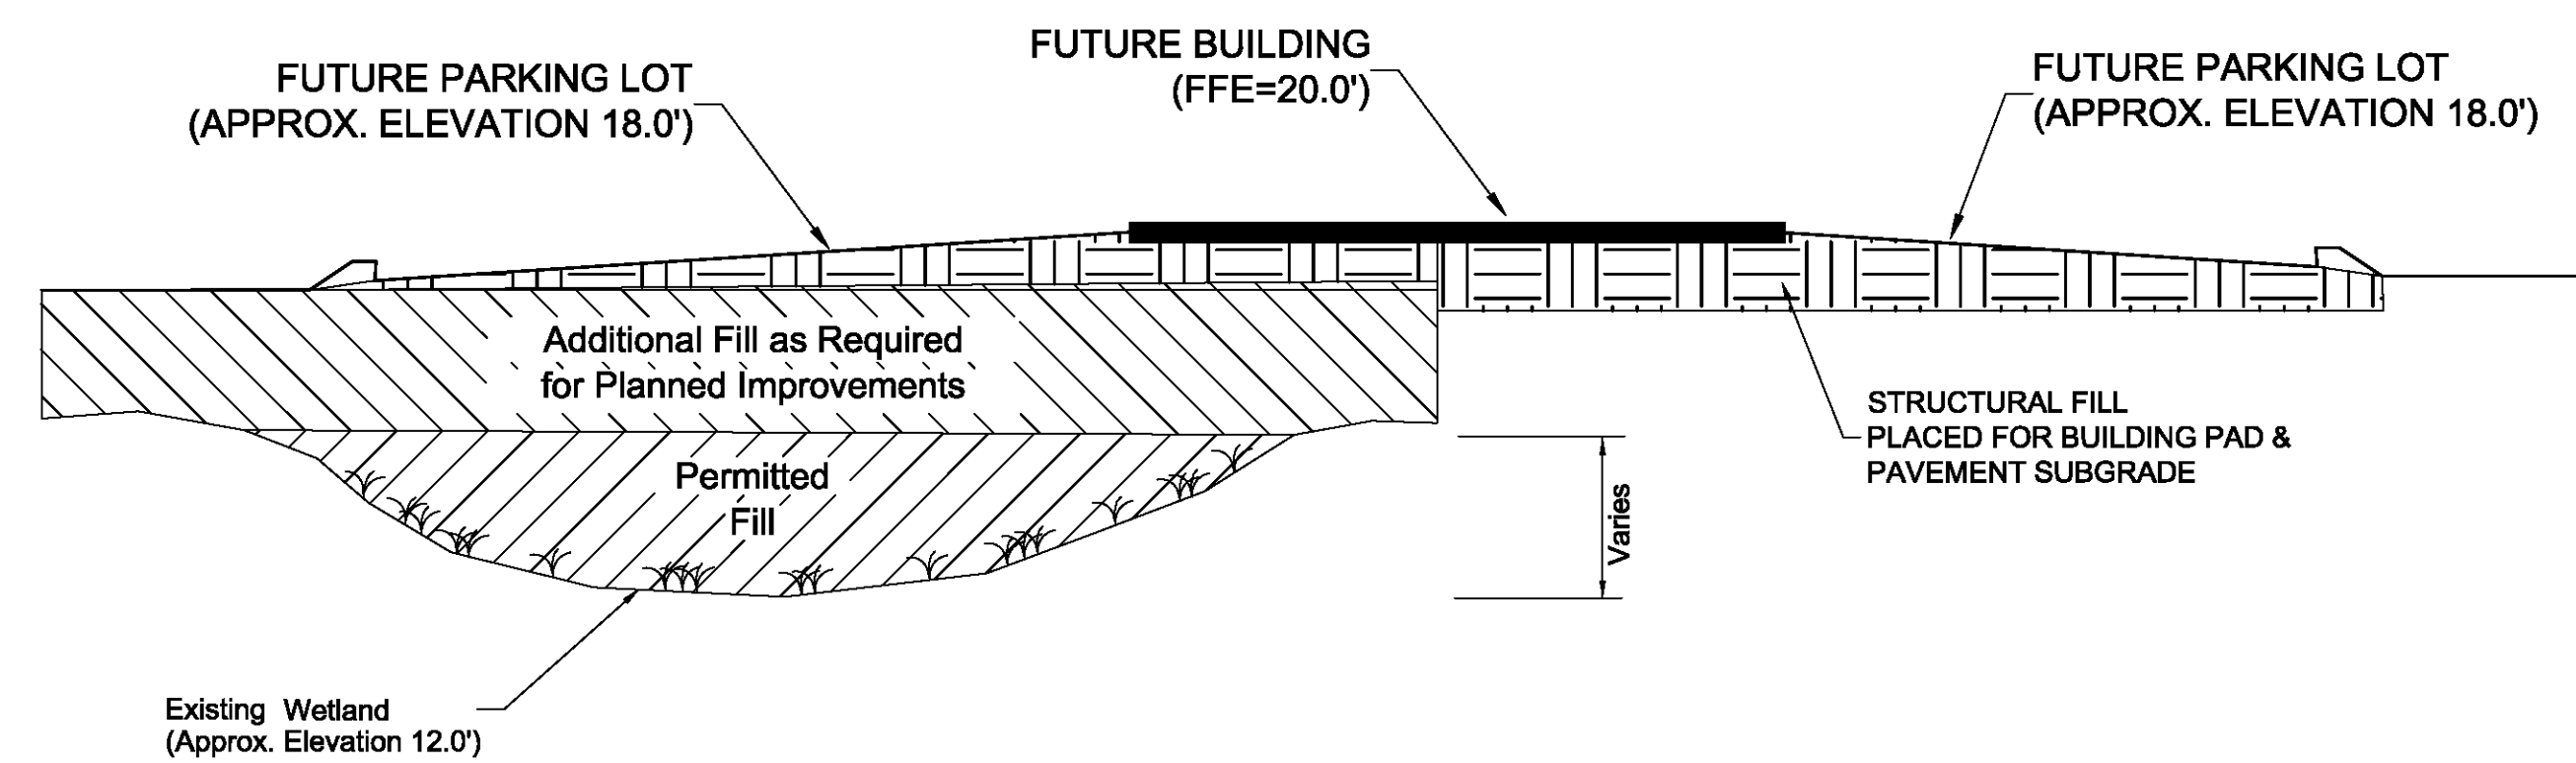 FUTURE PARKING LOT
(APPROX. ELEVATION 18.0')
FUTURE BUILDING
(FFE=20.0')
FUTURE PARKING LOT
(APPROX. ELEVATION 18.0')
Additional Fill as Required
for Planned Improvements
STRUCTURAL FILL
PLACED FOR BUILDING PAD &
PAVEMENT SUBGRADE
Permitted
Fill
Varies
Existing Wetland
(Approx. Elevation 12.0')